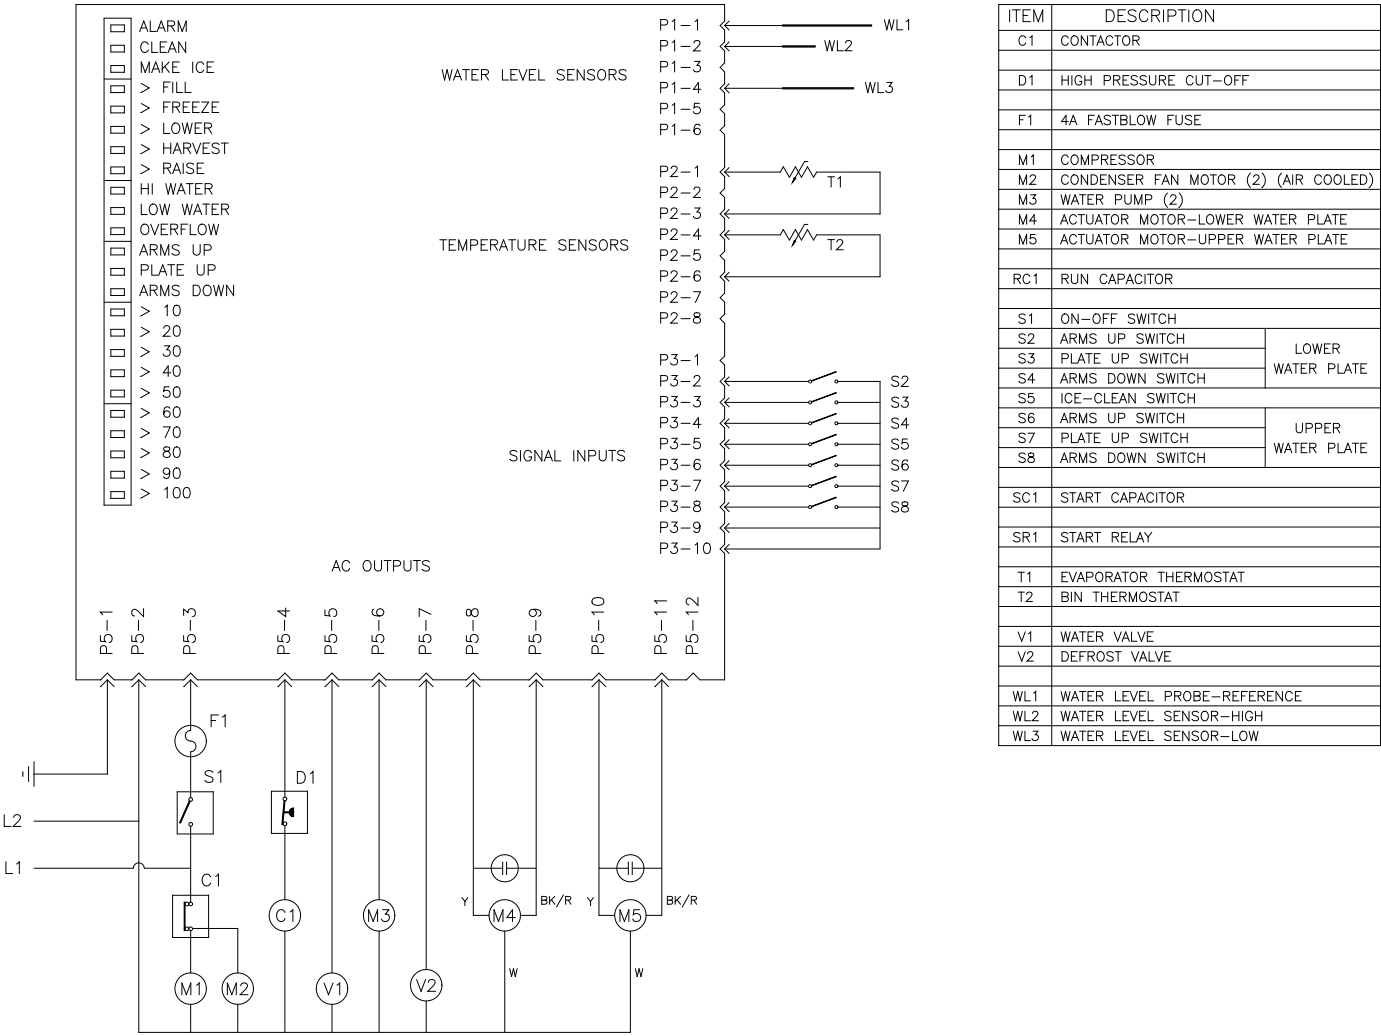 ALARM
CLEAN
MAKE ICE
> FILL
> FREEZE
> LOWER
> HARVEST
> RAISE
HI WATER
LOW WATER
OVERFLOW
ARMS UP
PLATE UP
ARMS DOWN
> 10
> 20
> 30
> 40
> 50
> 60
> 70
> 80
> 90
> 100
WATER LEVEL SENSORS
P1-1
P1-2
P1-3
P1-4
P1-5
P1-6
WL1
WL2
WL3
TEMPERATURE SENSORS
P2-1
P2-2
P2-3
P2-4
P2-5
P2-6
P2-7
P2-8
T1
T2
SIGNAL INPUTS
P3-1
P3-2
P3-3
P3-4
P3-5
P3-6
P3-7
P3-8
P3-9
P3-10
S2
S3
S4
S5
S6
S7
S8
AC OUTPUTS
P5-1
P5-2
P5-3
P5-4
P5-5
P5-6
P5-7
P5-8
P5-9
P5-10
P5-11
P5-12
F1
S1
D1
L2
L1
C1
C1
M3
Y
M4
BK/R
Y
M5
BK/R
M1
M2
V1
V2
W
W
ITEM DESCRIPTION
C1 CONTACTOR
D1 HIGH PRESSURE CUT-OFF
F1 4A FASTBLOW FUSE
M1 COMPRESSOR
M2 CONDENSER FAN MOTOR (2) (AIR COOLED)
M3 WATER PUMP (2)
M4 ACTUATOR MOTOR-LOWER WATER PLATE
M5 ACTUATOR MOTOR-UPPER WATER PLATE
RC1 RUN CAPACITOR
S1 ON-OFF SWITCH
S2 ARMS UP SWITCH
S3 PLATE UP SWITCH
S4 ARMS DOWN SWITCH
LOWER
WATER PLATE
S5 ICE-CLEAN SWITCH
S6 ARMS UP SWITCH
S7 PLATE UP SWITCH
S8 ARMS DOWN SWITCH
UPPER
WATER PLATE
SC1 START CAPACITOR
SR1 START RELAY
T1 EVAPORATOR THERMOSTAT
T2 BIN THERMOSTAT
V1 WATER VALVE
V2 DEFROST VALVE
WL1 WATER LEVEL PROBE-REFERENCE
WL2 WATER LEVEL SENSOR-HIGH
WL3 WATER LEVEL SENSOR-LOW